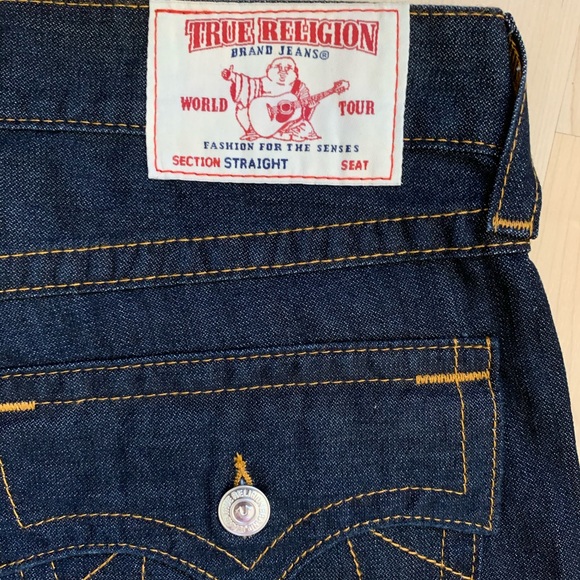 TRUE RELIGION
BRAND JEANS®
WORLD TOUR
FASHION FOR THE SENSES
SECTION STRAIGHT SEAT